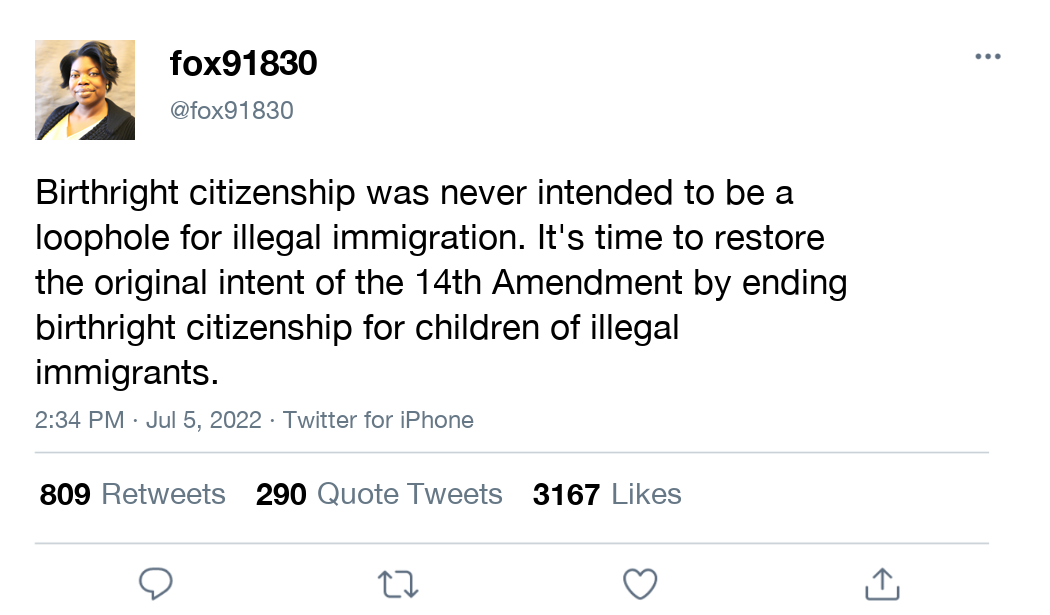 fox91830
@fox91830
Birthright citizenship was never intended to be a
loophole for illegal immigration. It's time to restore
the original intent of the 14th Amendment by ending
birthright citizenship for children of illegal
immigrants.
2:34 PM · Jul 5, 2022 · Twitter for iPhone
809 Retweets 290 Quote Tweets 3167 Likes